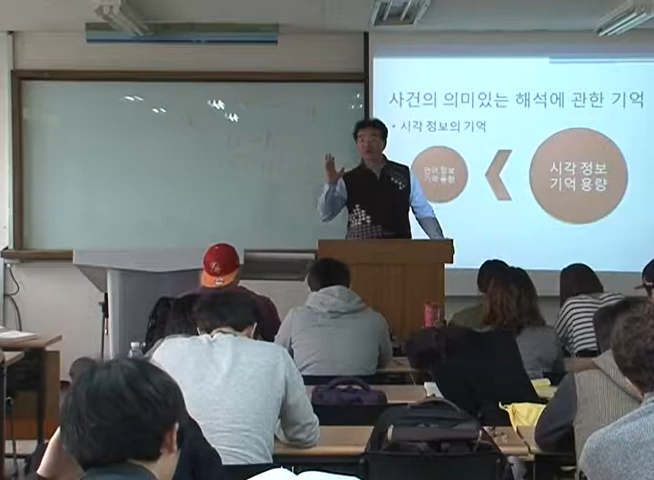 사건의 의미있는 해석에 관한 기억
• 시각 정보의 기억
언어 정보
기억 용량
시각 정보
기억 용량